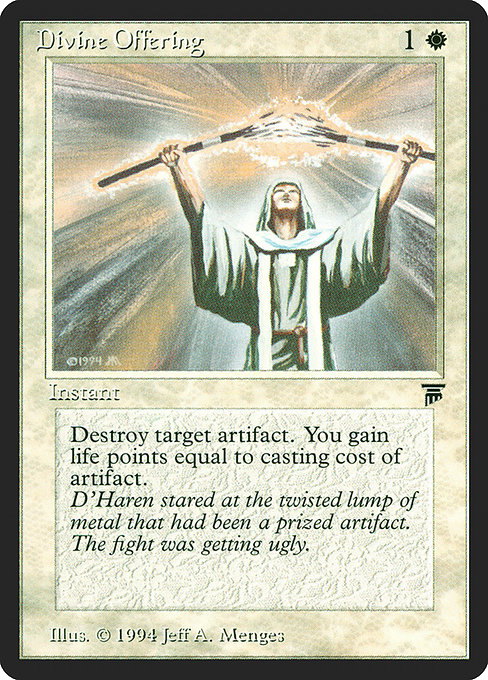 Divine Offering 1
©1994 JAM
Instant
Destroy target artifact. You gain
life points equal to casting cost of
artifact.
D'Haren stared at the twisted lump of
metal that had been a prized artifact.
The fight was getting ugly.
Illus. © 1994 Jeff A. Menges